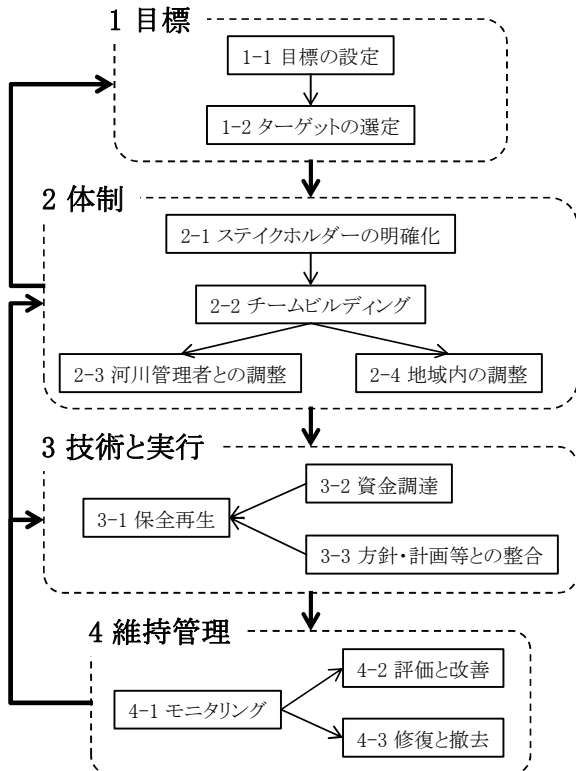 1 目標
1-1 目標の設定
1-2 ターゲットの選定
2 体制
2-1 ステイクホルダーの明確化
2-2 チームビルディング
2-3 河川管理者との調整
2-4 地域内の調整
3 技術と実行
3-2 資金調達
3-1 保全再生
3-3 方針・計画等との整合
4 維持管理
4-2 評価と改善
4-1 モニタリング
4-3 修復と撤去